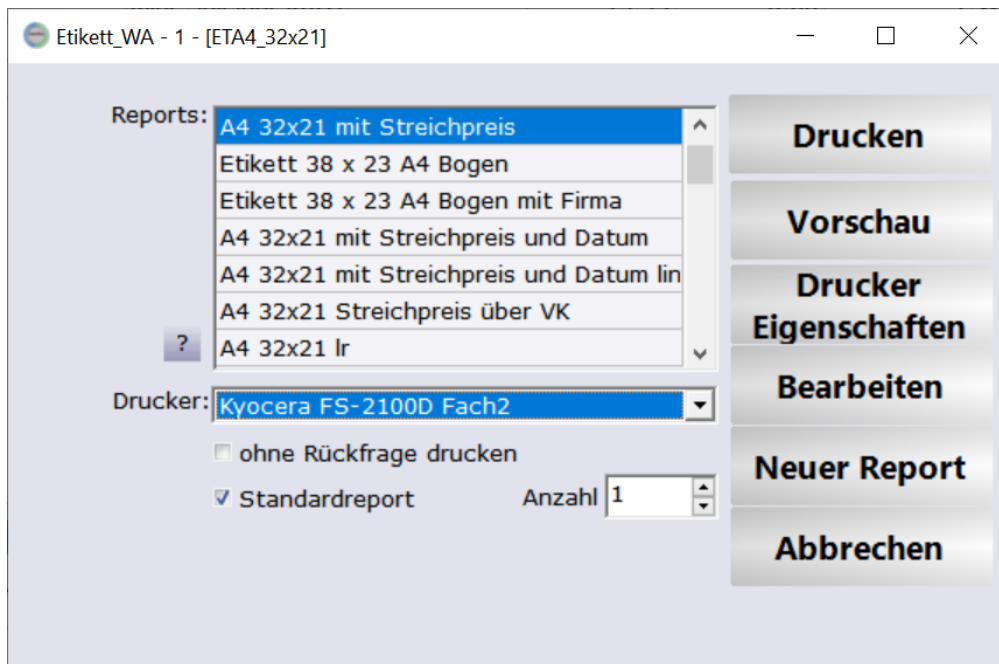 Etikett_WA - 1 - [ETA4_32x21]
Reports:
A4 32x21 mit Streichpreis
Etikett 38 x 23 A4 Bogen
Etikett 38 x 23 A4 Bogen mit Firma
A4 32x21 mit Streichpreis und Datum
A4 32x21 mit Streichpreis und Datum lin
A4 32x21 Streichpreis über VK
A4 32x21 lr
?
Drucker:
Kyocera FS-2100D Fach2
ohne Rückfrage drucken
Standardreport
Anzahl 1
Drucken
Vorschau
Drucker
Eigenschaften
Bearbeiten
Neuer Report
Abbrechen